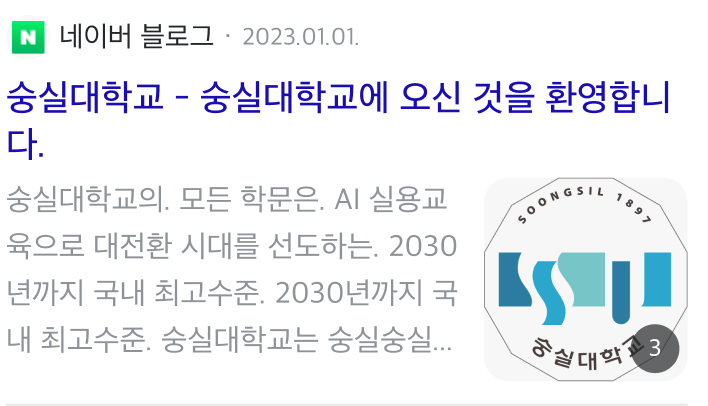 N 네이버 블로그 · 2023.01.01.
숭실대학교 - 숭실대학교에 오신 것을 환영합니
다.
숭실대학교의. 모든 학문은. AI 실용교
육으로 대전환 시대를 선도하는. 2030
년까지 국내 최고수준. 2030년까지 국
내 최고수준. 숭실대학교는 숭실숭실...
SOONGSIL 1897
ssu
숭실대학교
3